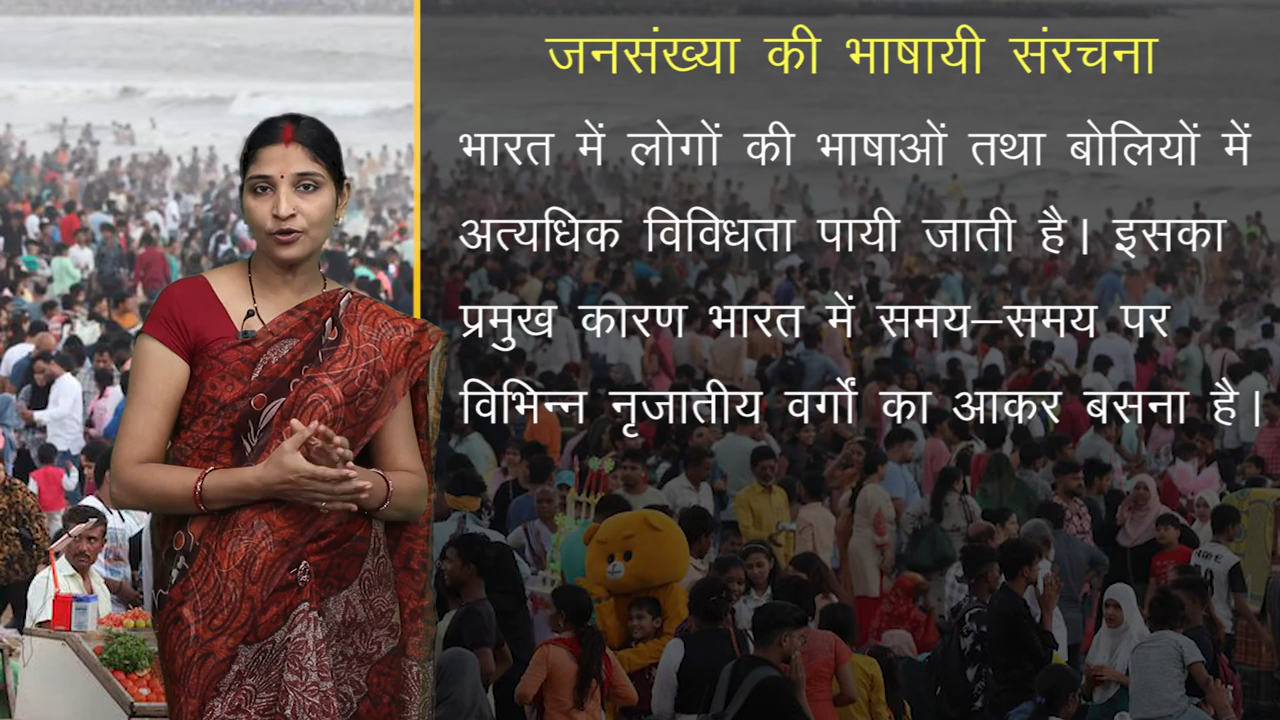 जनसंख्या की भाषायी संरचना
भारत में लोगों की भाषाओं तथा बोलियों में
अत्यधिक विविधता पायी जाती है। इसका
प्रमुख कारण भारत में समय–समय पर
विभिन्न नृजातीय वर्गों का आकर बसना है।